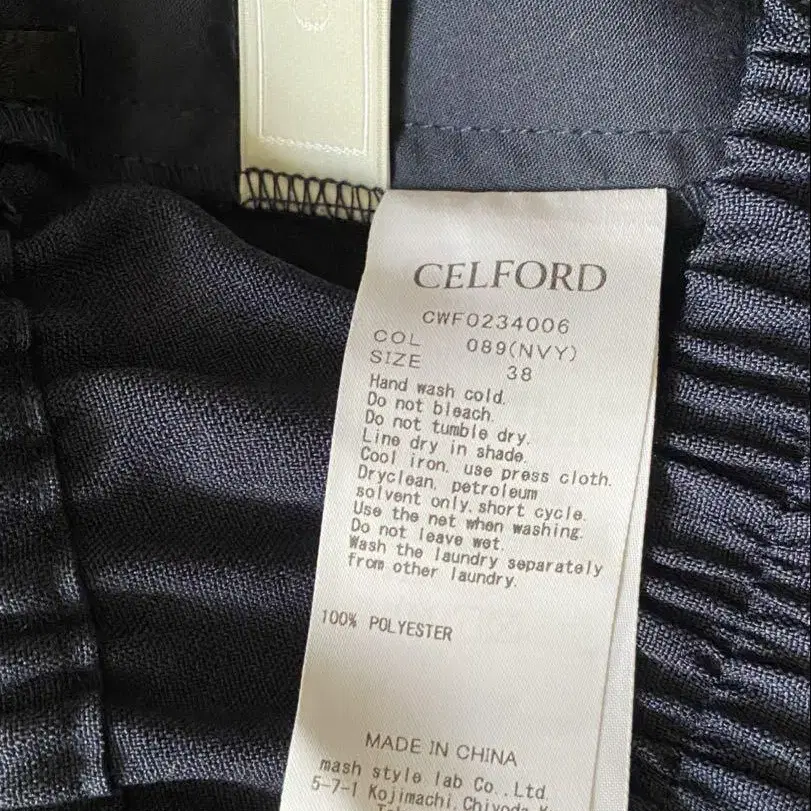 CELFORD
CWF0234006
COL 089(NVY)
SIZE 38
Hand wash cold.
Do not bleach.
Do not tumble dry.
Line dry in shade.
Cool iron. use press cloth.
Dryclean. petroleum
solvent only. short cycle.
Use the net when washing.
Do not leave wet.
Wash the laundry separately
from other laundry.
100% POLYESTER
MADE IN CHINA
mash style lab Co., Ltd.
5-7-1 Kojimachi, Chiyoda-K